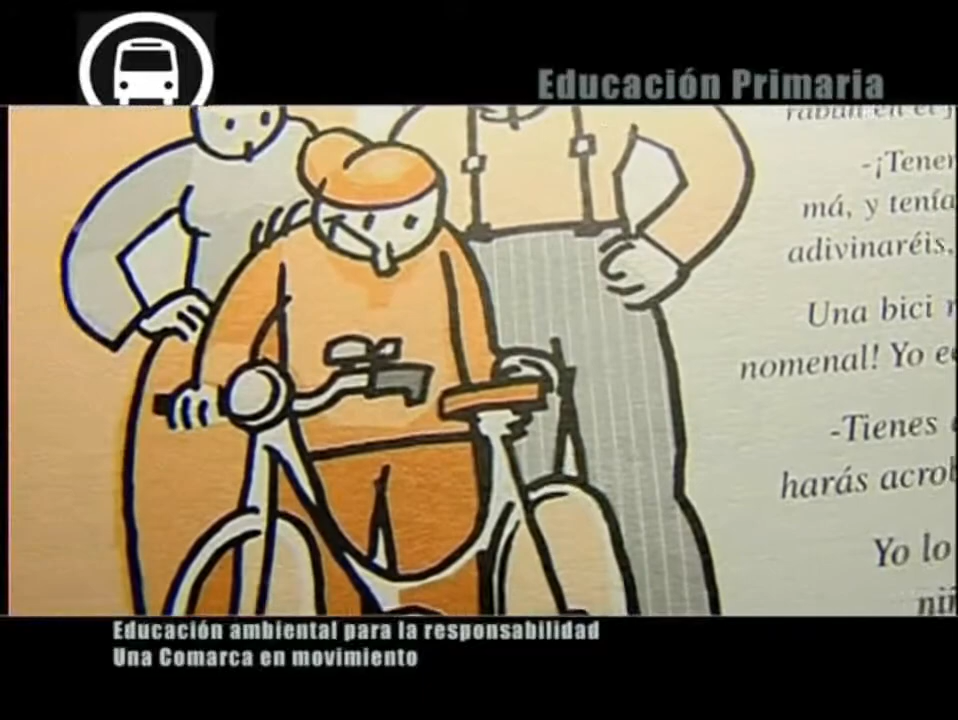 Educación Primaria
-¡Tener
má, y tenía
adivinaréis,
Una bici
nomenal! Yo
-Tienes
harás
Yo lo
Educación ambiental para la responsabilidad
Una Comarca en movimiento